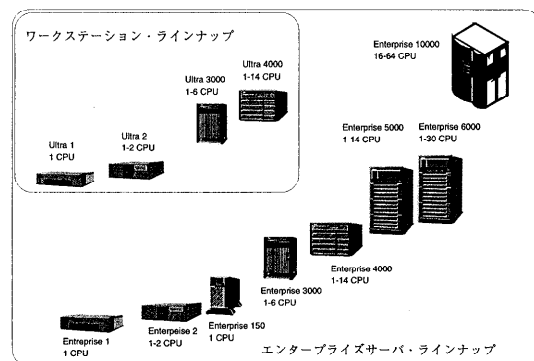 ワークステーション・ラインナップ
Ultra 4000
1-14 CPU
Ultra 3000
1-6 CPU
Ultra 2
1-2 CPU
Ultra 1
1 CPU
Enterprise 10000
16-64 CPU
Enterprise 5000
1-14 CPU
Enterprise 6000
1-30 CPU
Enterprise 4000
1-14 CPU
Enterprise 3000
1-6 CPU
Enterprise 150
1 CPU
Enterpeise 2
1-2 CPU
Entreprise 1
1 CPU
エンタープライズサーバ・ラインナップ